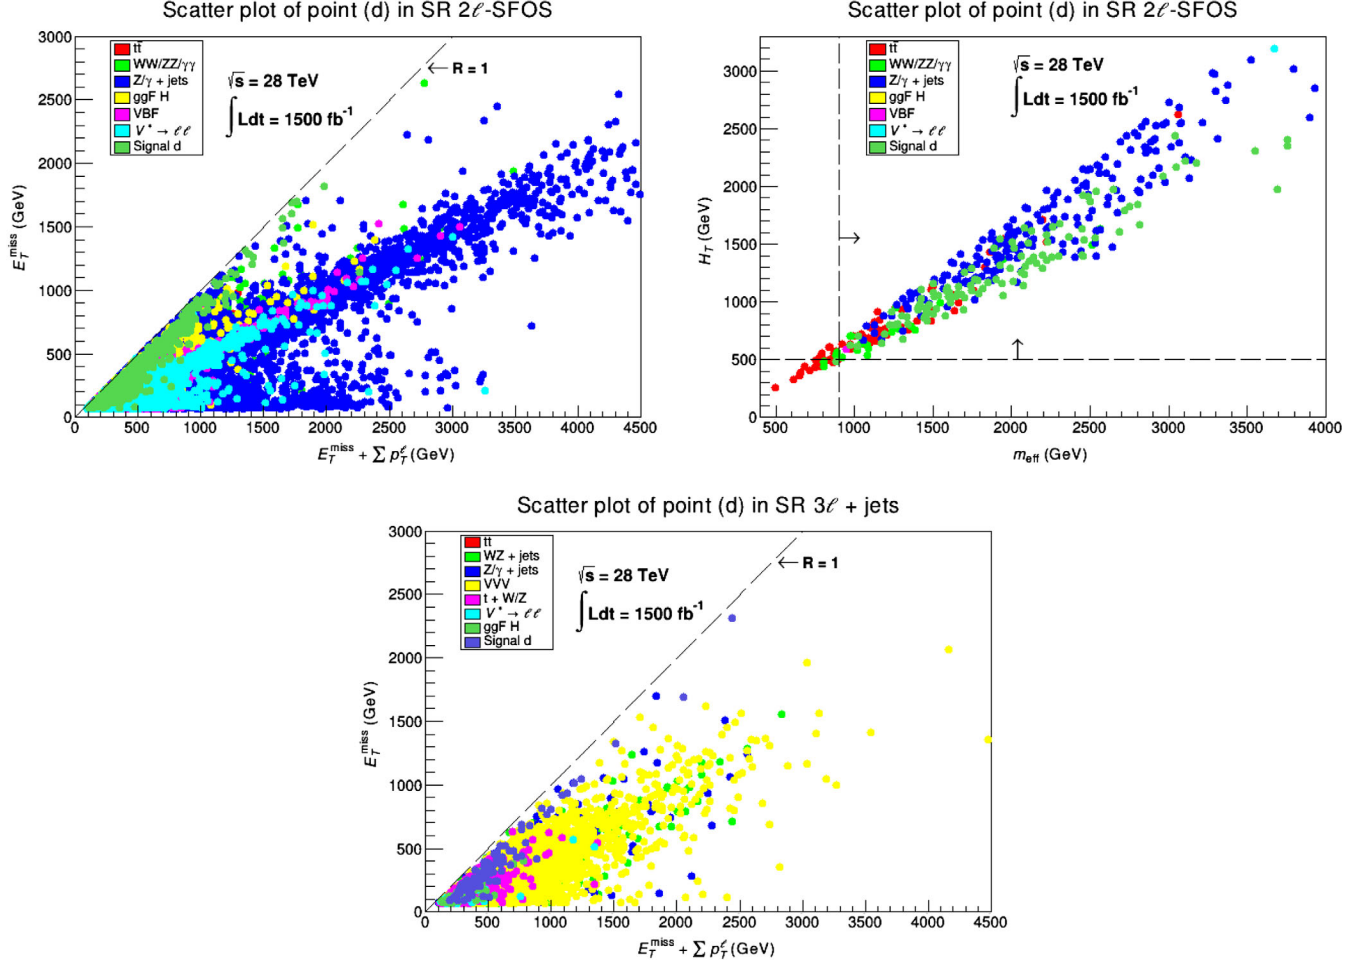 Scatter plot of point (d) in SR 2ℓ-SFOS
3000
2500
2000
1500
1000
500
0
E_T^miss (GeV)
tt̄
WW/ZZ/γγ
Z/γ + jets
ggF H
VBF
V* → ℓℓ
Signal d
√s = 28 TeV
∫Ldt = 1500 fb⁻¹
← R = 1
0 500 1000 1500 2000 2500 3000 3500 4000 4500
E_T^miss + ∑ p_T^ℓ (GeV)
Scatter plot of point (d) in SR 2ℓ-SFOS
3000
2500
2000
1500
1000
500
0
H_T (GeV)
tt̄
WW/ZZ/γγ
Z/γ + jets
VBF
V* → ℓℓ
Signal d
√s = 28 TeV
∫Ldt = 1500 fb⁻¹
500 1000 1500 2000 2500 3000 3500 4000
m_eff (GeV)
Scatter plot of point (d) in SR 3ℓ + jets
3000
2500
2000
1500
1000
500
0
E_T^miss (GeV)
tt̄
WZ + jets
Z/γ + jets
VVV
t + W/Z
V* → ℓℓ
ggF H
Signal d
√s = 28 TeV
∫Ldt = 1500 fb⁻¹
← R = 1
0 500 1000 1500 2000 2500 3000 3500 4000 4500
E_T^miss + ∑ p_T^ℓ (GeV)